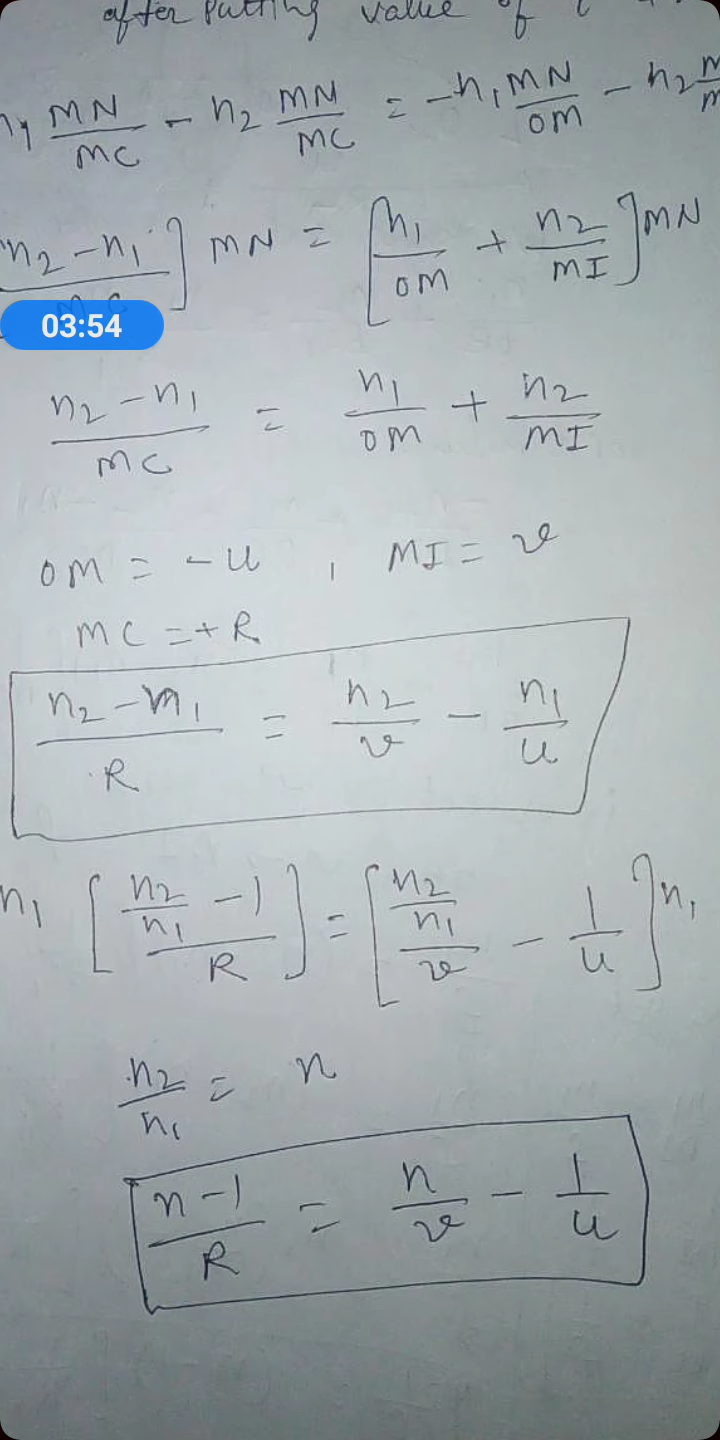 after putting value of
n1 MN/MC - n2 MN/MC = -n1 MN/OM - n2
[n2-n1/MC] MN = [n1/OM + n2/MI] MN
03:54
n2-n1/MC = n1/OM + n2/MI
OM = -u , MI = v
MC = +R
n2-n1/R = n2/v - n1/u
n1 [n2/n1 -1/R] = [n2/n1/v - 1/u] n1
n2/n1 = n
n-1/R = n/v - 1/u